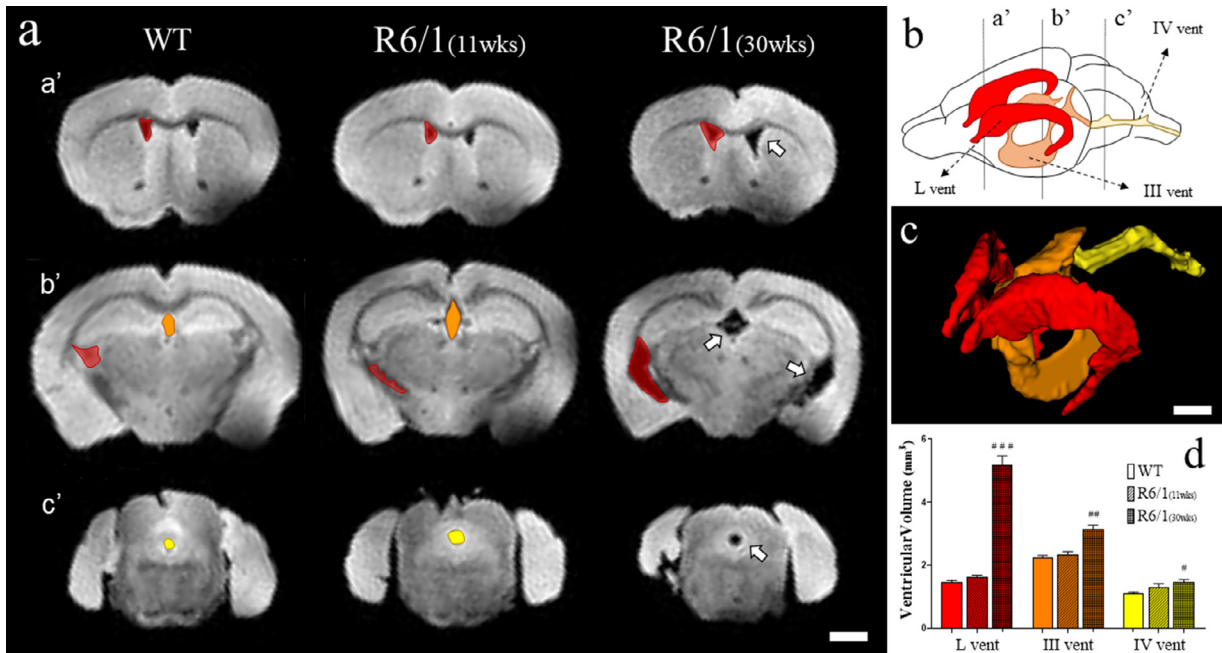 a
WT
R6/1(11wks)
R6/1(30wks)
a'
b'
c'
b
a'
b'
c'
IV vent
L vent
III vent
c
d
Ventricular Volume (mm³)
6
4
2
0
# # #
##
#
WT
R6/1(11wks)
R6/1(30wks)
L vent
III vent
IV vent